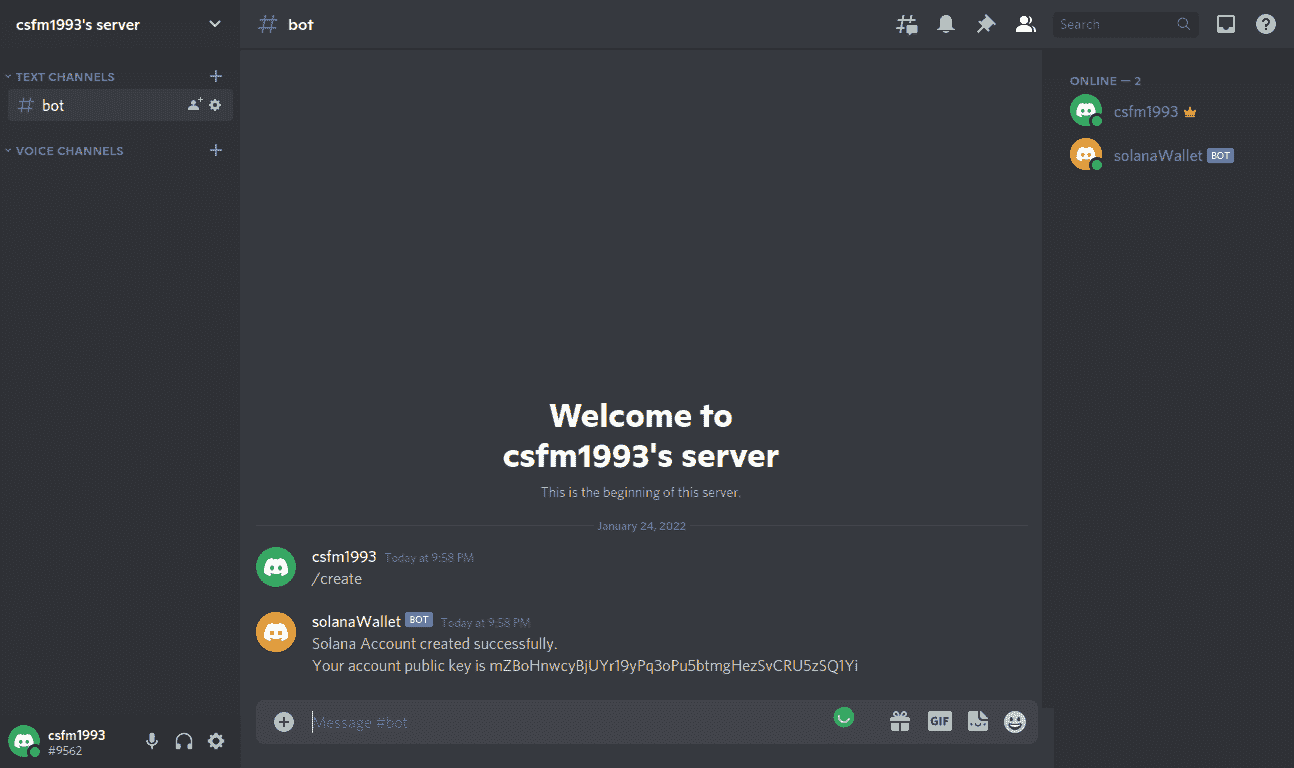 csfm1993's server
TEXT CHANNELS
bot
VOICE CHANNELS
csfm1993
#9562
bot
Search
Welcome to
csfm1993's server
This is the beginning of this server.
January 24, 2022
csfm1993 Today at 9:58 PM
/create
solanaWallet BOT Today at 9:58 PM
Solana Account created successfully.
Your account public key is mZBoHnwcyBjUYr19yPq3oPu5btmgHezSvCRU5zSQ1Yi
Message #bot
GIF
ONLINE — 2
csfm1993
solanaWallet BOT